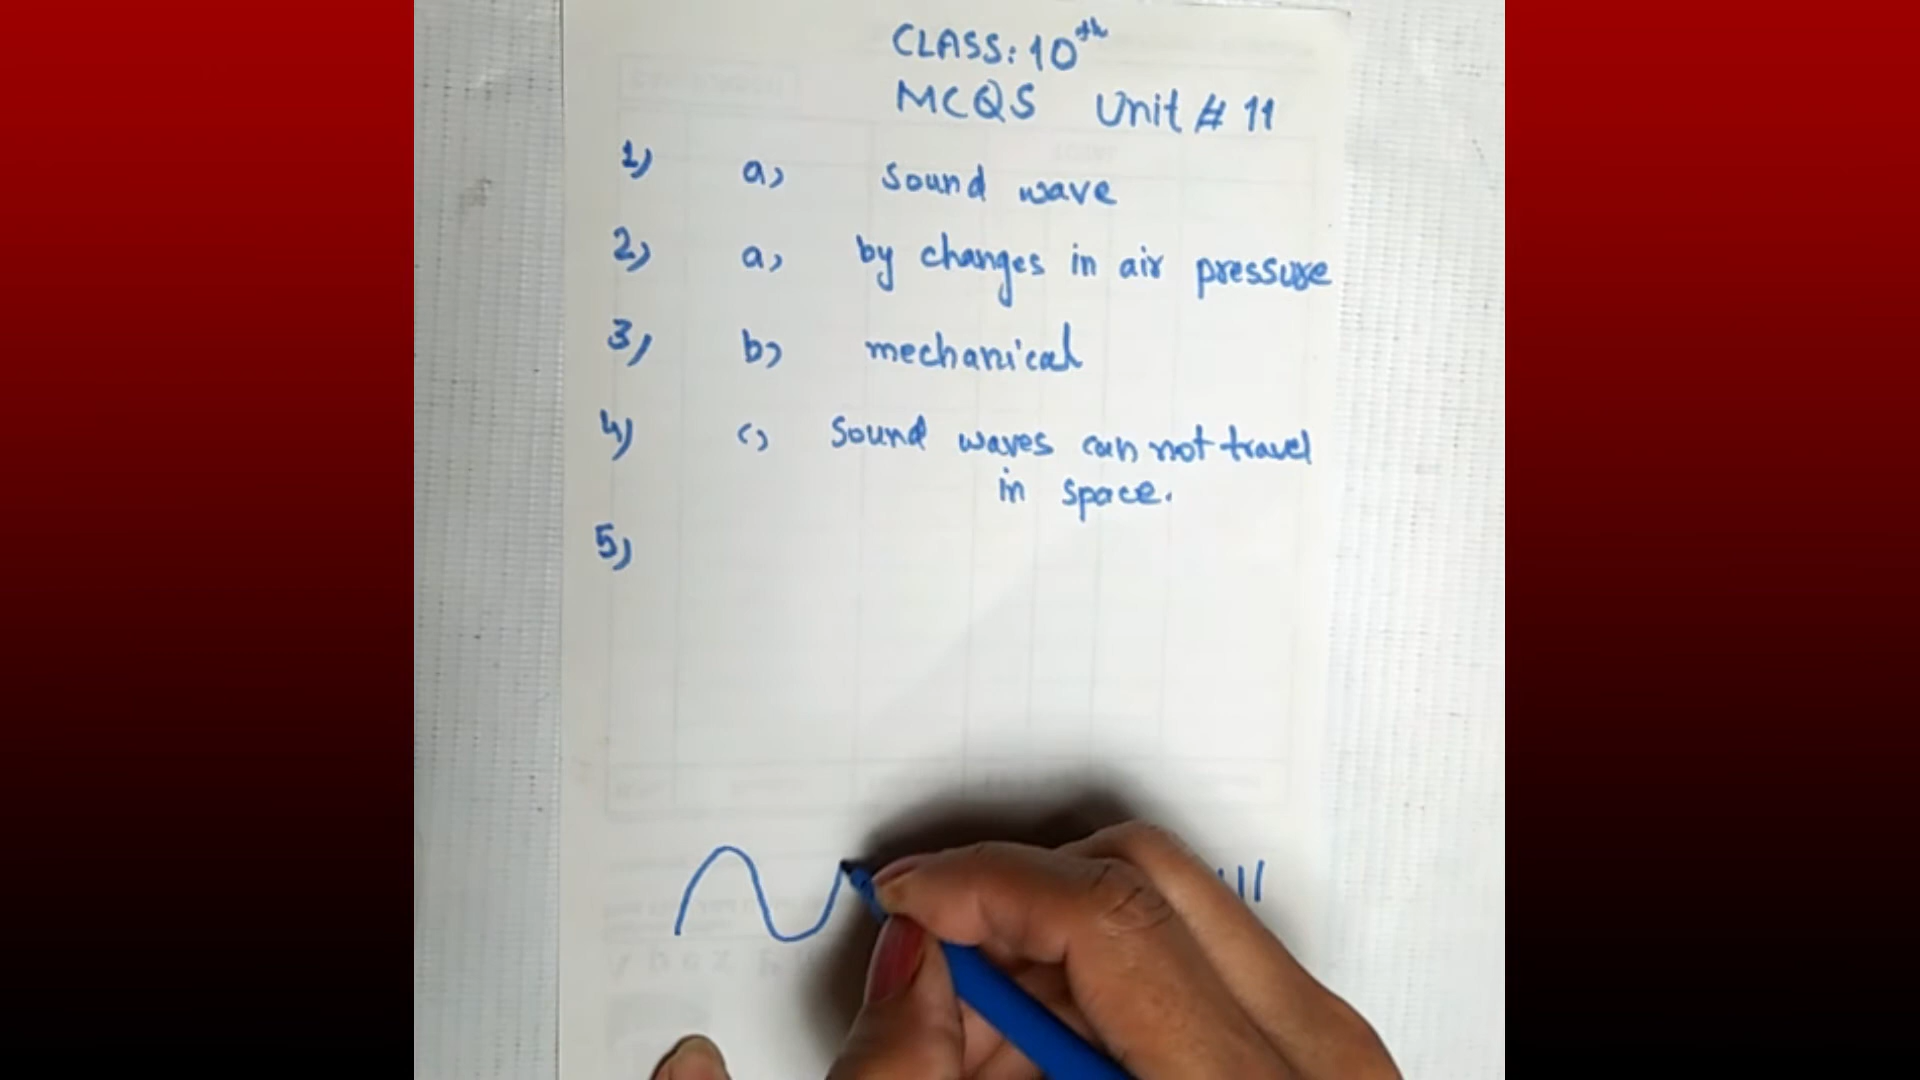 CLASS: 10th
MCQS Unit # 11
1) a) Sound wave
2) a) by changes in air pressure
3) b) mechanical
4) c) Sound waves can not travel
in space.
5)